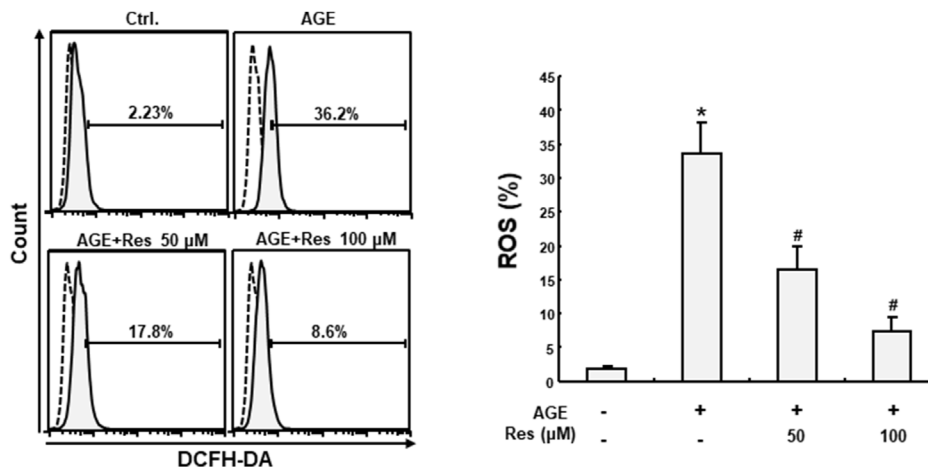 Ctrl.
AGE
2.23%
36.2%
AGE+Res 50 µM
AGE+Res 100 µM
17.8%
8.6%
Count
DCFH-DA
ROS (%)
45
40
35
30
25
20
15
10
5
0
*
#
#
AGE - + + +
Res (µM) - - 50 100